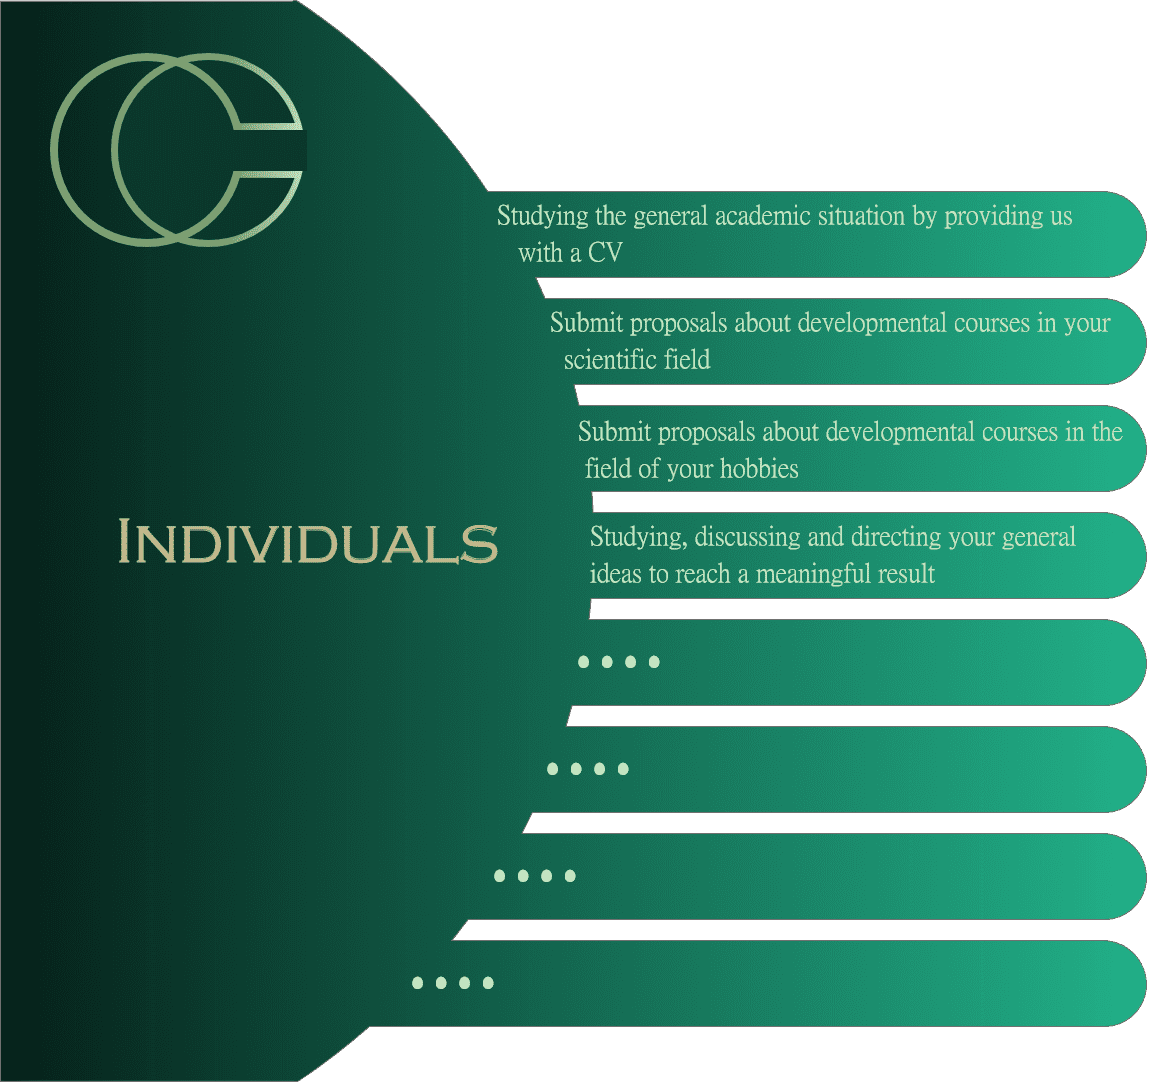 INDIVIDUALS
Studying the general academic situation by providing us
with a CV
Submit proposals about developmental courses in your
scientific field
Submit proposals about developmental courses in the
field of your hobbies
Studying, discussing and directing your general
ideas to reach a meaningful result
• • • •
• • • •
• • • •
• • • •